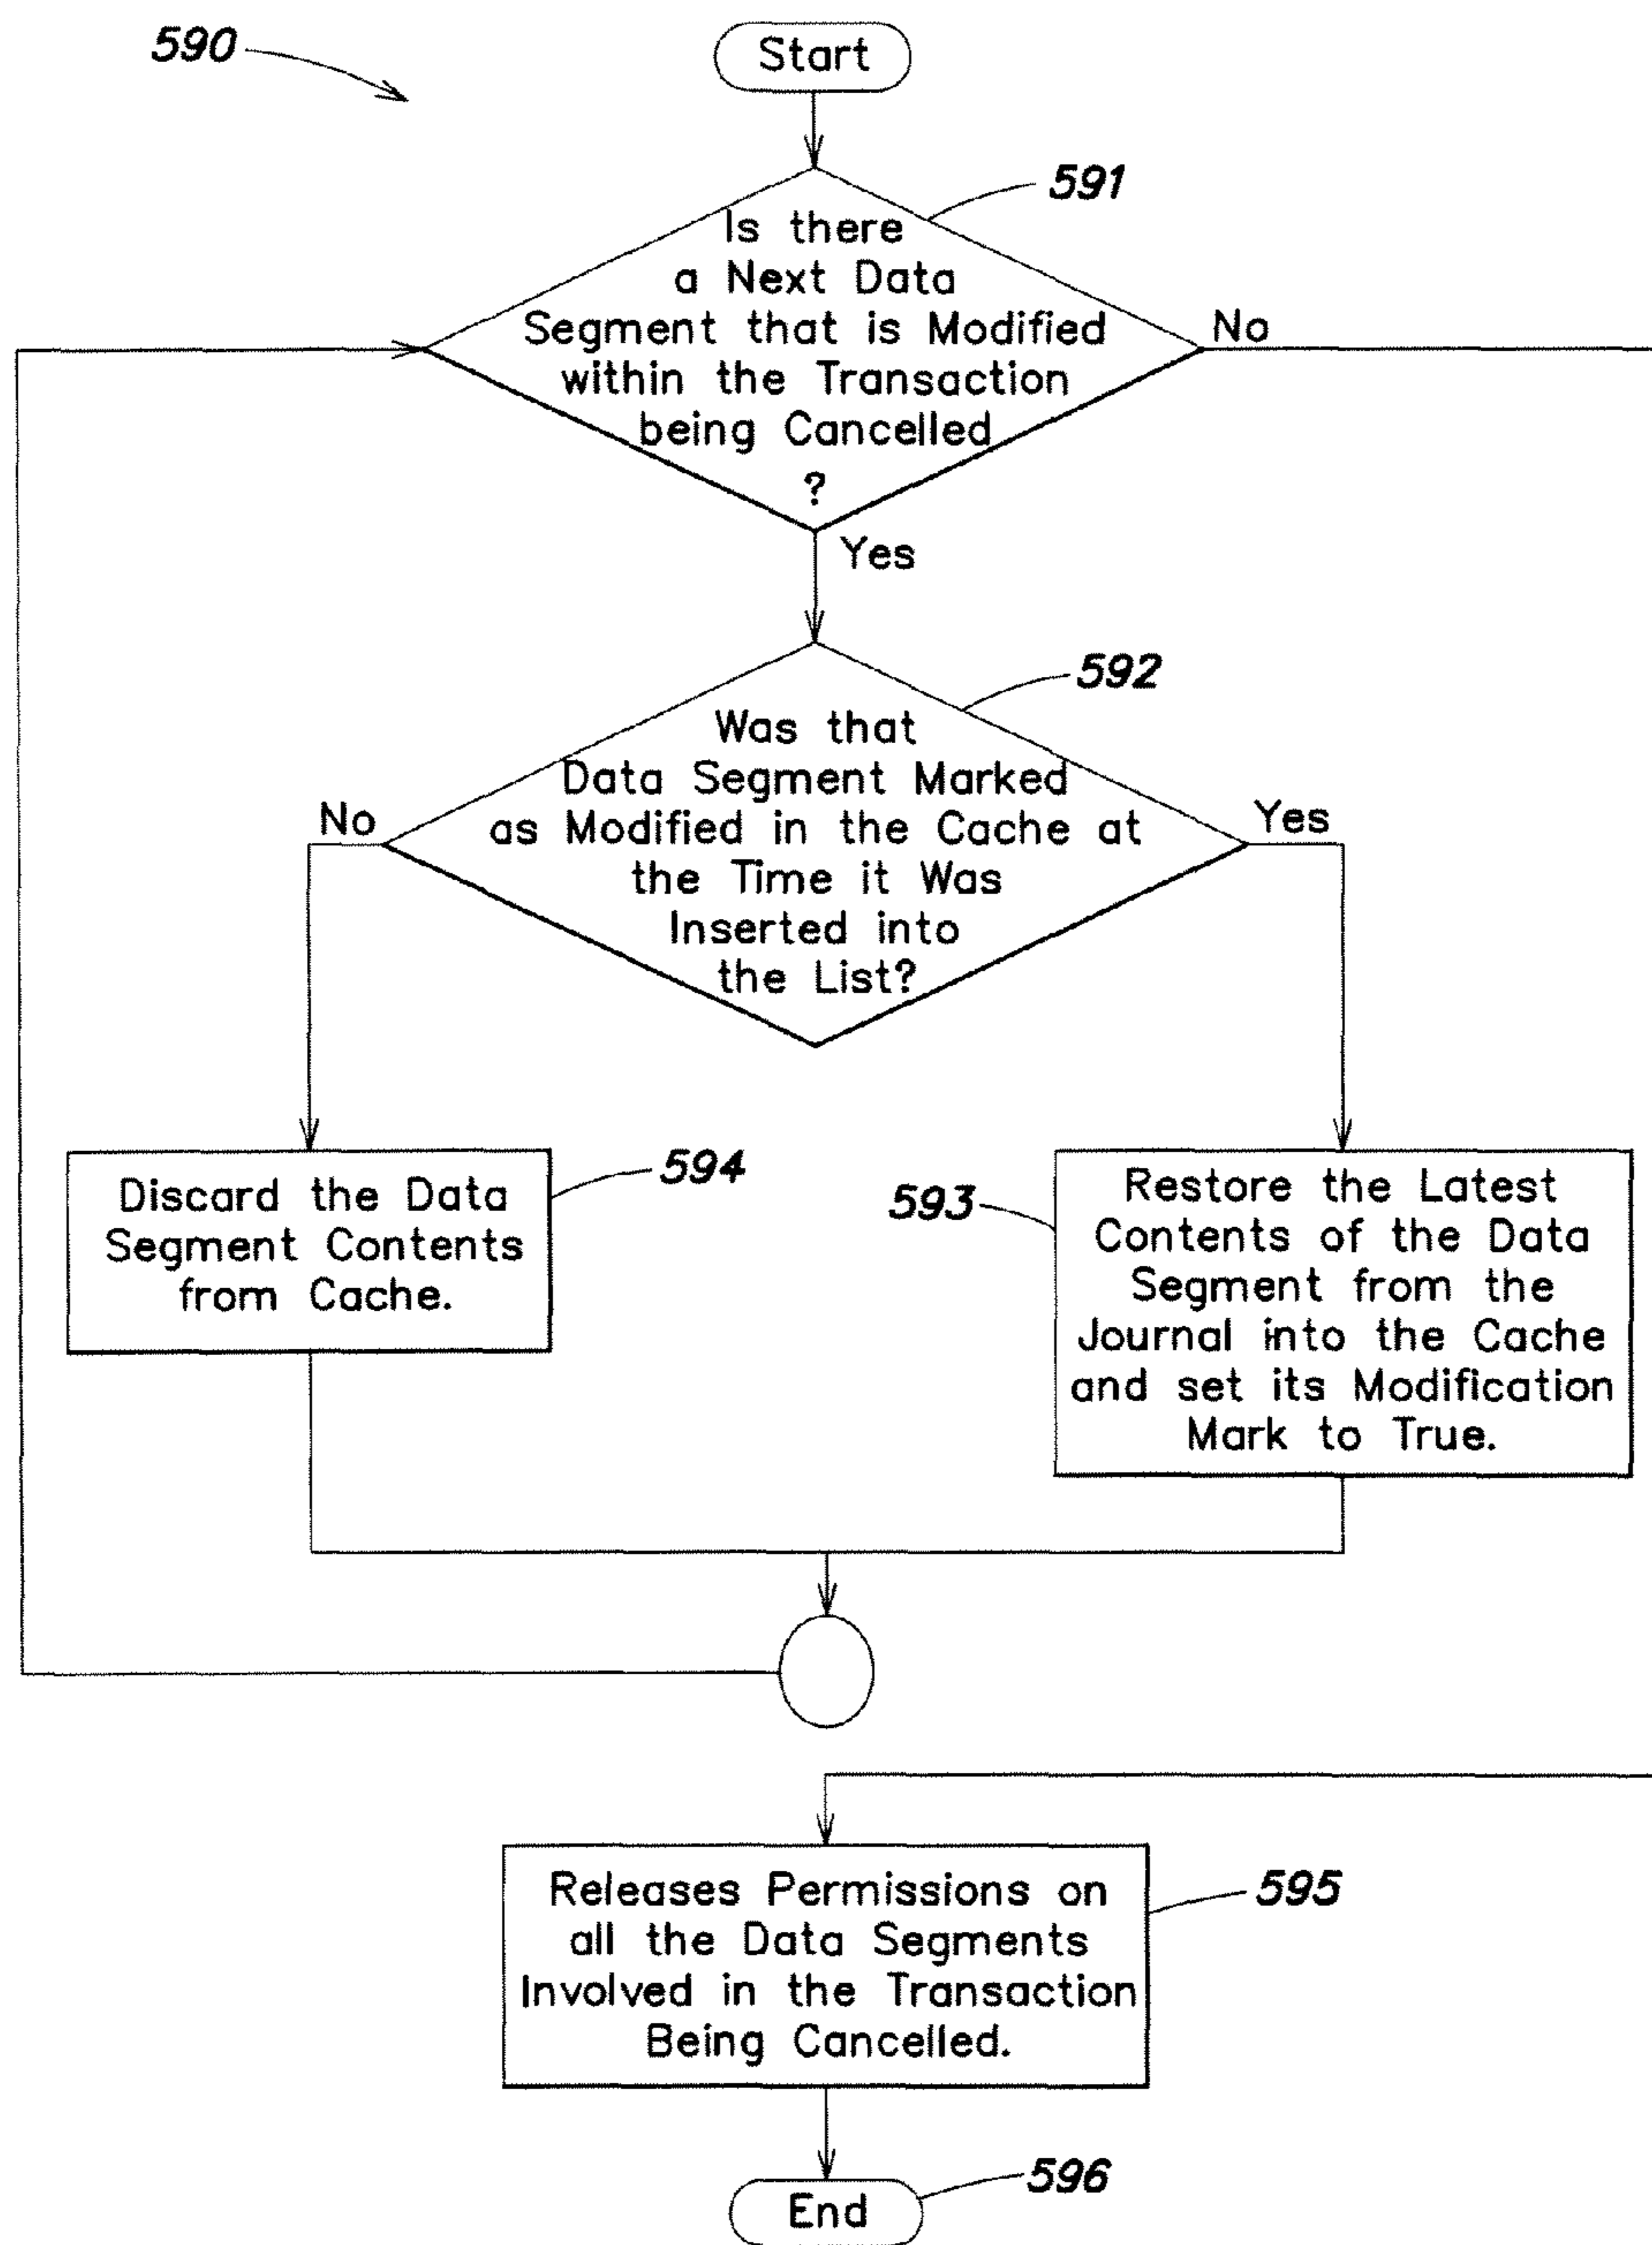 590
Start
591
Is there
a Next Data
Segment that is Modified
within the Transaction
being Cancelled
?
No
Yes
592
Was that
Data Segment Marked
as Modified in the Cache at
the Time it Was
Inserted into
the List?
No
Yes
594
Discard the Data
Segment Contents
from Cache.
593
Restore the Latest
Contents of the Data
Segment from the
Journal into the Cache
and set its Modification
Mark to True.
595
Releases Permissions on
all the Data Segments
Involved in the Transaction
Being Cancelled.
596
End